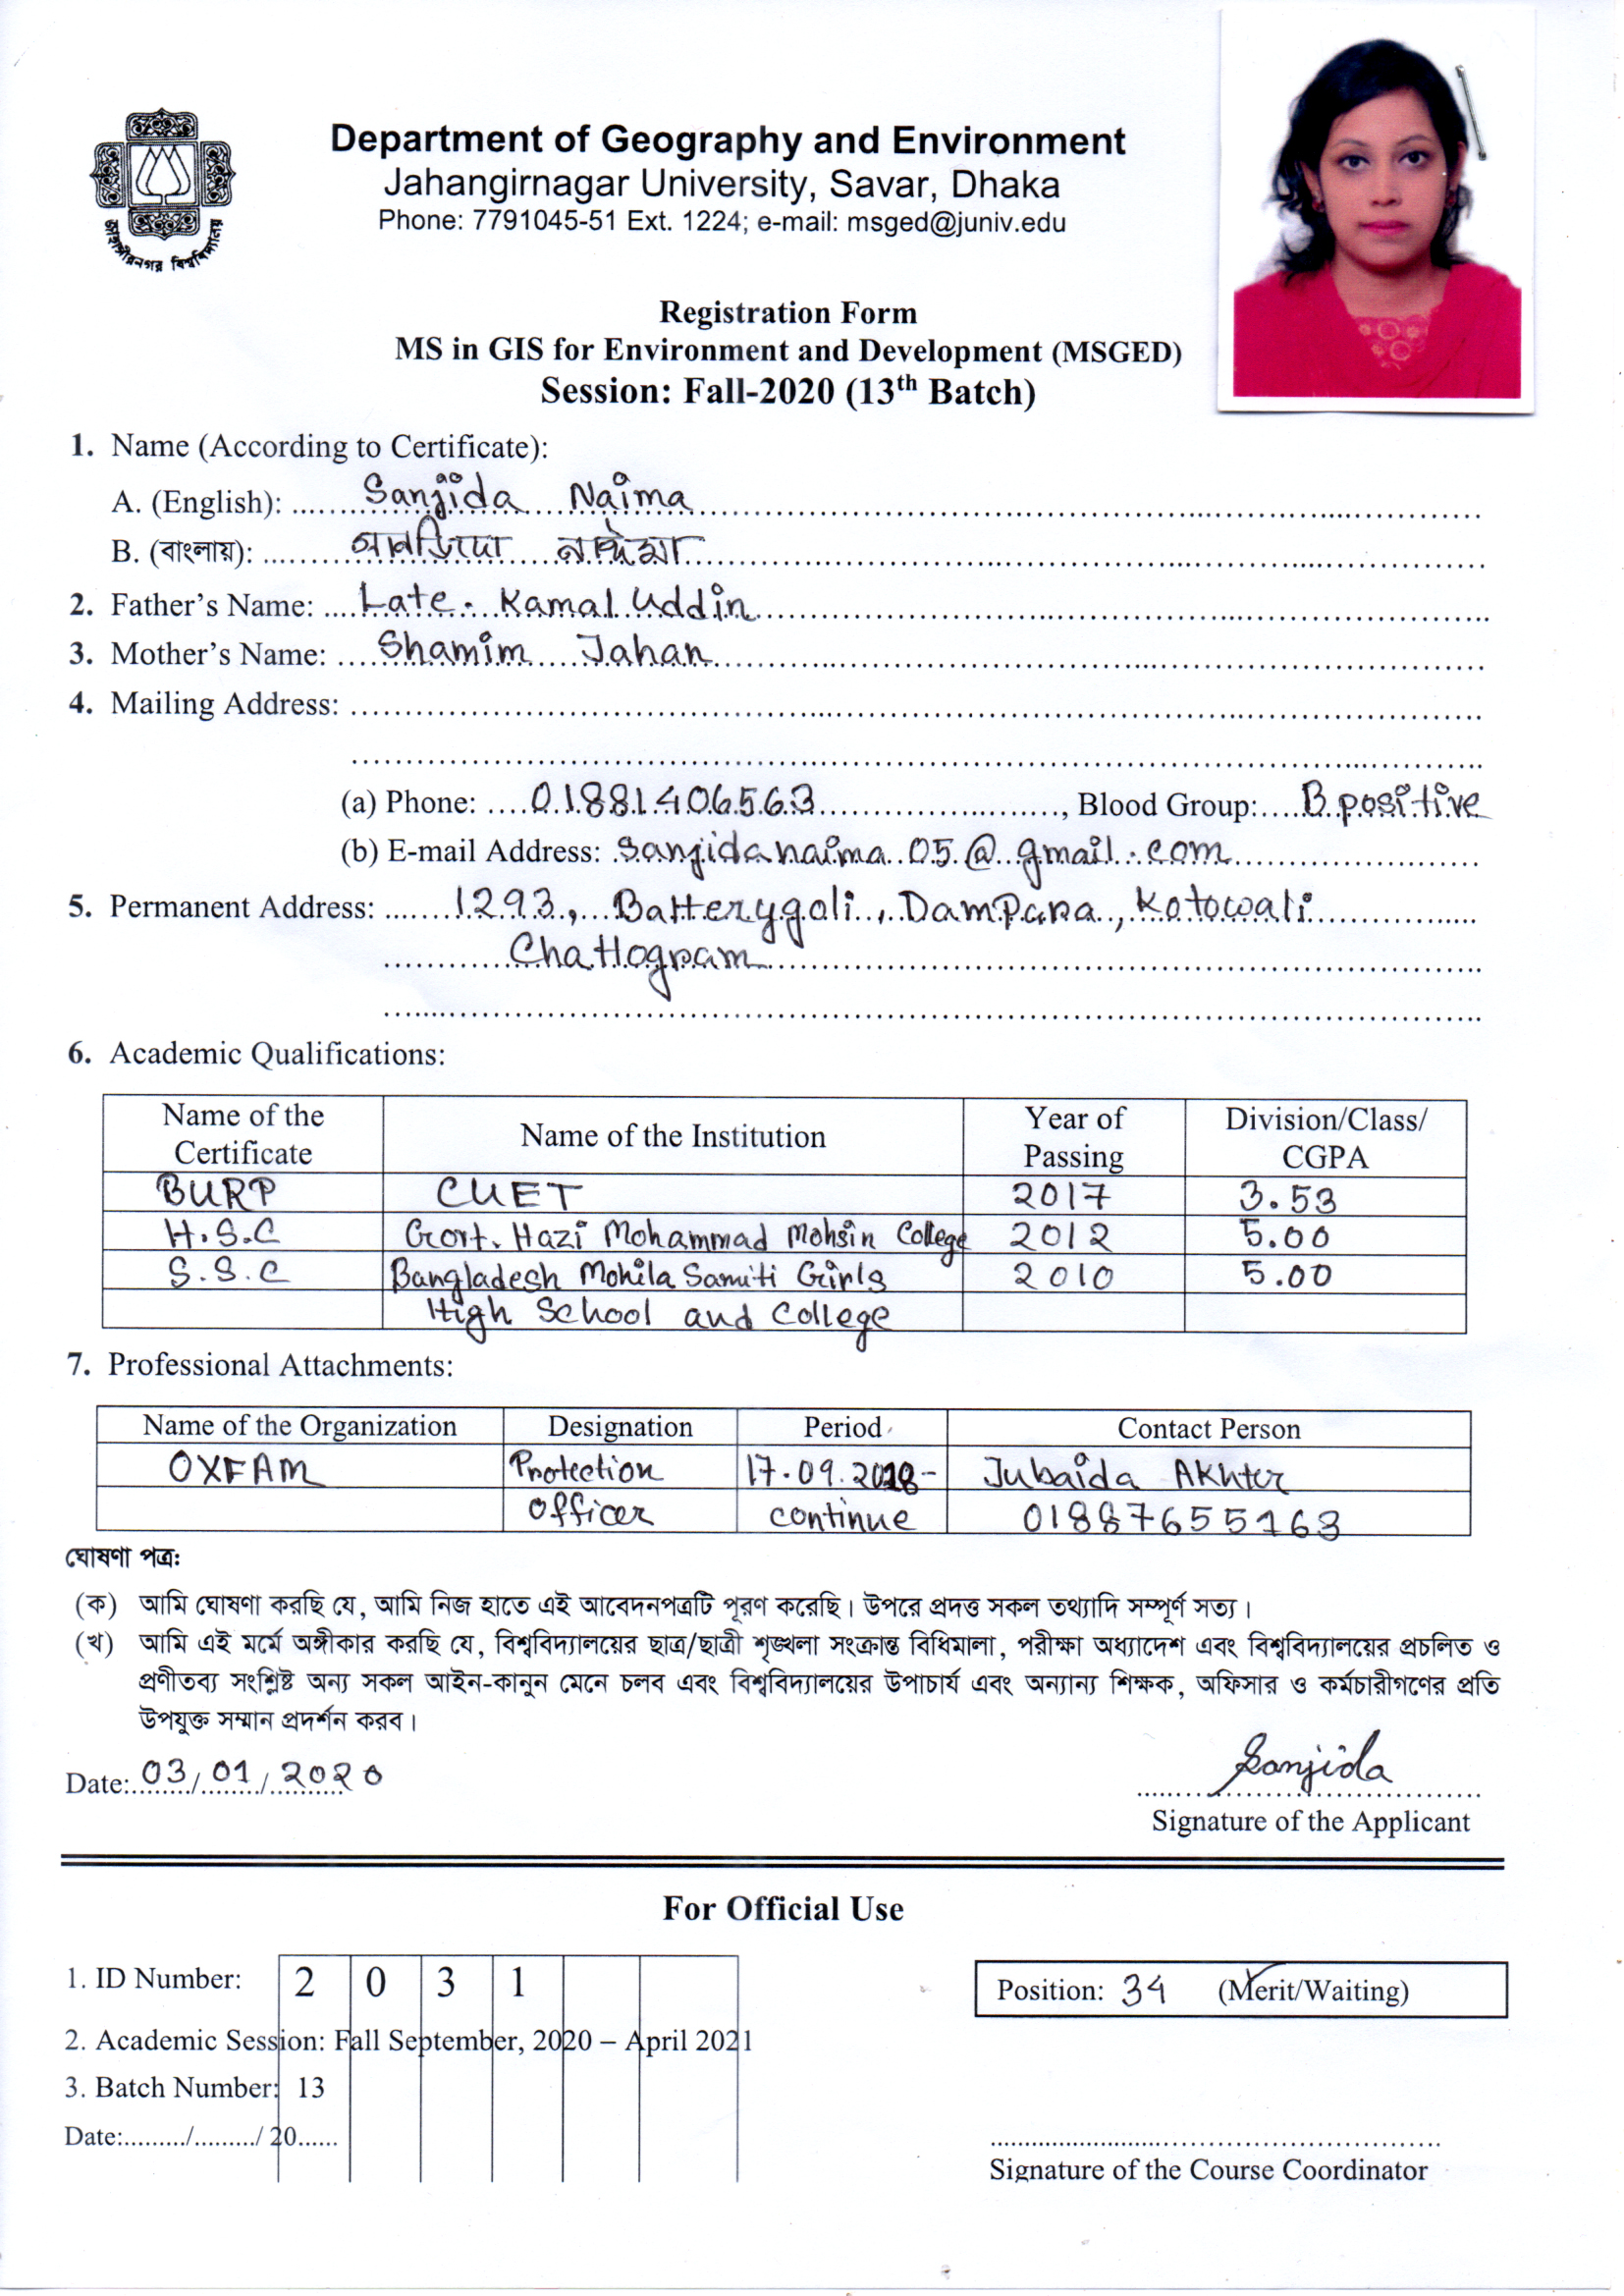 জাহাঙ্গীরনগর বিশ্ববিদ্যালয়
Department of Geography and Environment
Jahangirnagar University, Savar, Dhaka
Phone: 7791045-51 Ext. 1224; e-mail: msged@juniv.edu
Registration Form
MS in GIS for Environment and Development (MSGED)
Session: Fall-2020 (13th Batch)
1. Name (According to Certificate):
A. (English): Sanjida Naima
B. (বাংলায়): সানজিদা নাঈমা
2. Father's Name: Late. Kamal Uddin
3. Mother's Name: Shamim Jahan
4. Mailing Address:
(a) Phone: 01881406563, Blood Group: B positive
(b) E-mail Address: sanjidanaima05@gmail.com
5. Permanent Address: 1293, Batterygoli, Dampara, Kotowali
Chattogram
6. Academic Qualifications:
Name of the Certificate Name of the Institution Year of Passing Division/Class/CGPA
BURP CUET 2017 3.53
H.S.C Govt. Hazi Mohammad Mohsin College 2012 5.00
S.S.C Bangladesh Mohila Samiti Girls 2010 5.00
High School and College
7. Professional Attachments:
Name of the Organization Designation Period Contact Person
OXFAM Protection 17.09.2018- Jubaida Akhter
Officer continue 01887655163
ঘোষণা পত্র:
(ক) আমি ঘোষণা করছি যে, আমি নিজ হাতে এই আবেদনপত্রটি পূরণ করেছি। উপরে প্রদত্ত সকল তথ্যাদি সম্পূর্ণ সত্য।
(খ) আমি এই মর্মে অঙ্গীকার করছি যে, বিশ্ববিদ্যালয়ের ছাত্র/ছাত্রী শৃঙ্খলা সংক্রান্ত বিধিমালা, পরীক্ষা অধ্যাদেশ এবং বিশ্ববিদ্যালয়ের প্রচলিত ও
প্রণীতব্য সংশ্লিষ্ট অন্য সকল আইন-কানুন মেনে চলব এবং বিশ্ববিদ্যালয়ের উপাচার্য এবং অন্যান্য শিক্ষক, অফিসার ও কর্মচারীগণের প্রতি
উপযুক্ত সম্মান প্রদর্শন করব।
Date: 03/01/2020 Sanjida
Signature of the Applicant
For Official Use
1. ID Number: 2 0 3 1 Position: 34 (Merit/Waiting)
2. Academic Session: Fall September, 2020 – April 2021
3. Batch Number: 13
Date:........./........./ 20......
Signature of the Course Coordinator